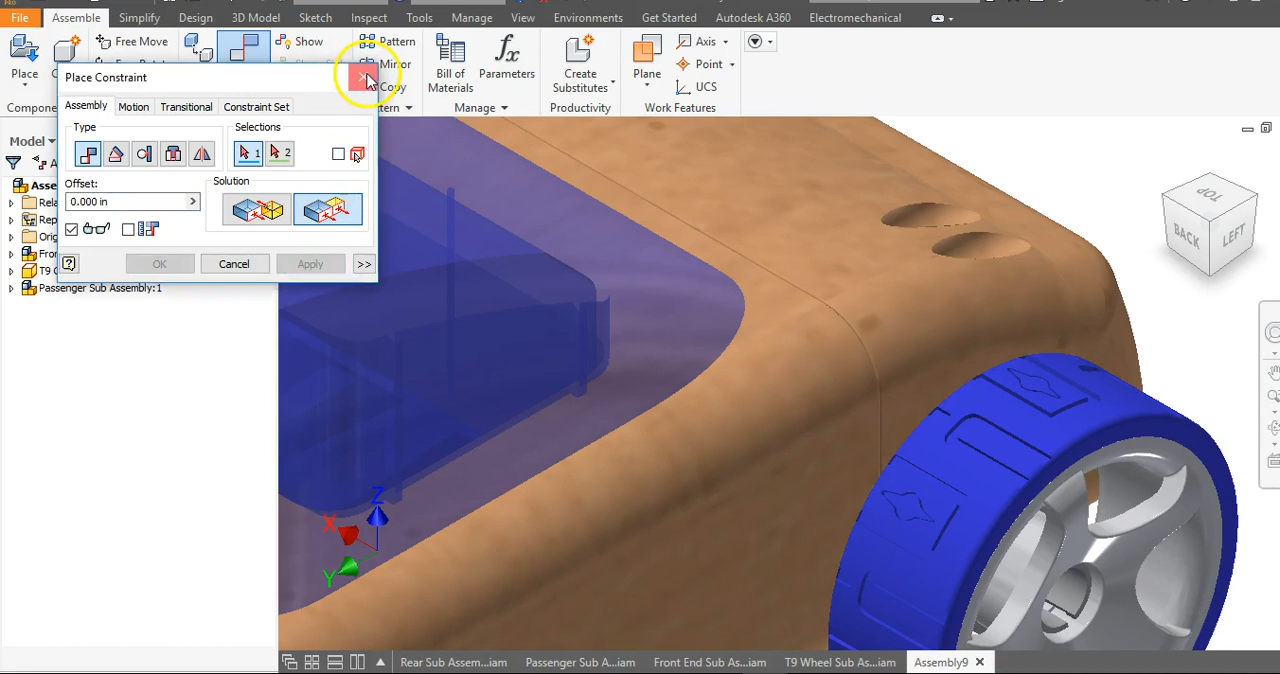 PRO
File Assemble Simplify Design 3D Model Sketch Inspect Tools Manage View Environments Get Started Autodesk A360 Electromechanical
Free Move Show Pattern Axis
Mirror Point
Place Copy Bill of Materials Parameters Create Substitutes Plane UCS
Manage Productivity Work Features
Place Constraint
Assembly Motion Transitional Constraint Set
Type Selections
1 2
Offset: Solution
0.000 in
OK Cancel Apply >>
Model
Passenger Sub Assembly:1
TOP
BACK LEFT
Z
X
Y
Rear Sub Assem...iam Passenger Sub A...iam Front End Sub As...iam T9 Wheel Sub As...iam Assembly9